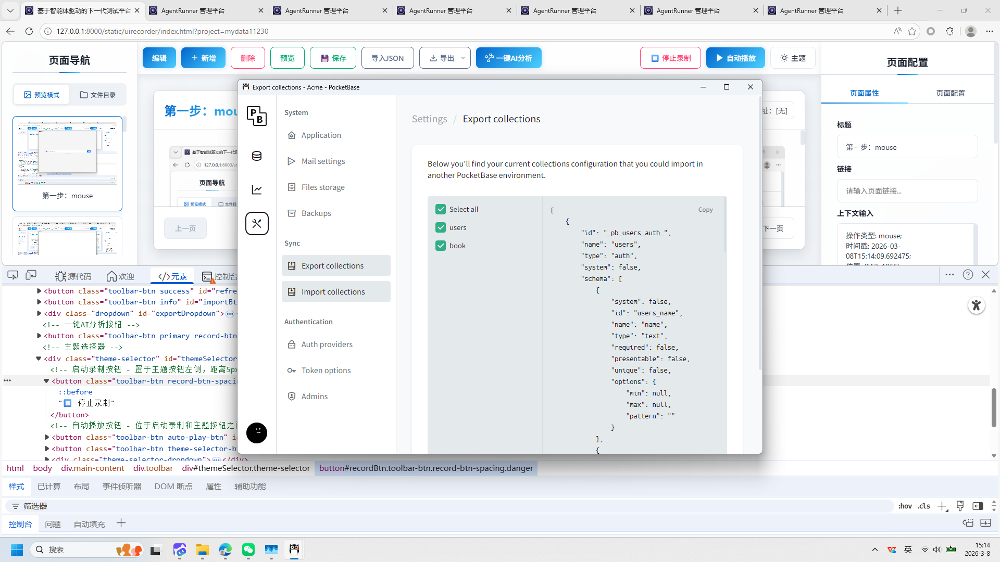 基于智能体驱动的下一代测试平台
AgentRunner 管理平台
AgentRunner 管理平台
AgentRunner 管理平台
AgentRunner 管理平台
AgentRunner 管理平台
AgentRunner 管理平台
127.0.0.1:8000/static/uirecorder/index.html?project=mydata11230
页面导航
编辑
新增
删除
预览
保存
导入JSON
导出
一键AI分析
停止录制
自动播放
主题
页面配置
预览模式
文件目录
页面属性
页面配置
第一步：mouse
第一步：mou
址：[无]
基于智能体驱动的下一代
127.0.0.1:8000/st
页面导航
预览模式
文件目
上一页
下一页
标题
第一步：mouse
链接
请输入页面链接...
上下文输入
操作类型: mouse;
时间戳: 2026-03-
08T15:14:09.692475;
Export collections - Acme - PocketBase
System
Application
Mail settings
Files storage
Backups
Sync
Export collections
Import collections
Authentication
Auth providers
Token options
Admins
Settings / Export collections
Below you'll find your current collections configuration that you could import in
another PocketBase environment.
Select all
users
book
Copy
[
{
"id": "_pb_users_auth_",
"name": "users",
"type": "auth",
"system": false,
"schema": [
{
"system": false,
"id": "users_name",
"name": "name",
"type": "text",
"required": false,
"presentable": false,
"unique": false,
"options": {
"min": null,
"max": null,
"pattern": ""
}
},
{
源代码
欢迎
</>元素
控制台
<button class="toolbar-btn success" id="refre
<button class="toolbar-btn info" id="importBt
<div class="dropdown" id="exportDropdown">
<!-- 一键AI分析按钮 -->
<button class="toolbar-btn primary record-btn
<!-- 主题选择器 -->
<div class="theme-selector" id="themeSelector
<!-- 启动录制按钮 - 置于主题按钮左侧，距离5px
<button class="toolbar-btn record-btn-spacin
::before
" 停止录制"
</button>
<!-- 自动播放按钮 - 位于启动录制和主题按钮之间
<button class="toolbar-btn auto-play-btn" id
<button class="toolbar-btn theme-selector-bt
<div class="theme-selector-dropdown"> </div>
html body div.main-content div.toolbar div#themeSelector.theme-selector button#recordBtn.toolbar-btn.record-btn-spacing.danger
样式 已计算 布局 事件侦听器 DOM 断点 属性 辅助功能
筛选器
:hov .cls
控制台 问题 自动填充
搜索
英
15:14
2026-3-8